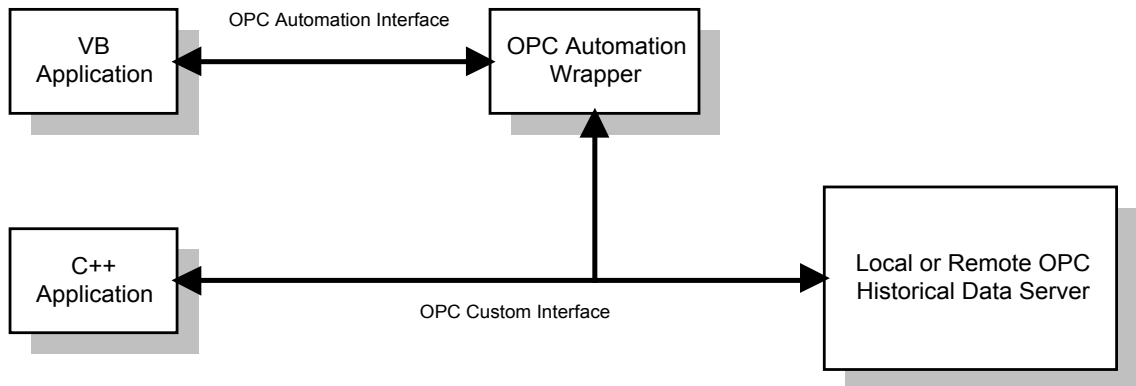 OPC Automation Interface
VB
Application
OPC Automation
Wrapper
C++
Application
OPC Custom Interface
Local or Remote OPC
Historical Data Server